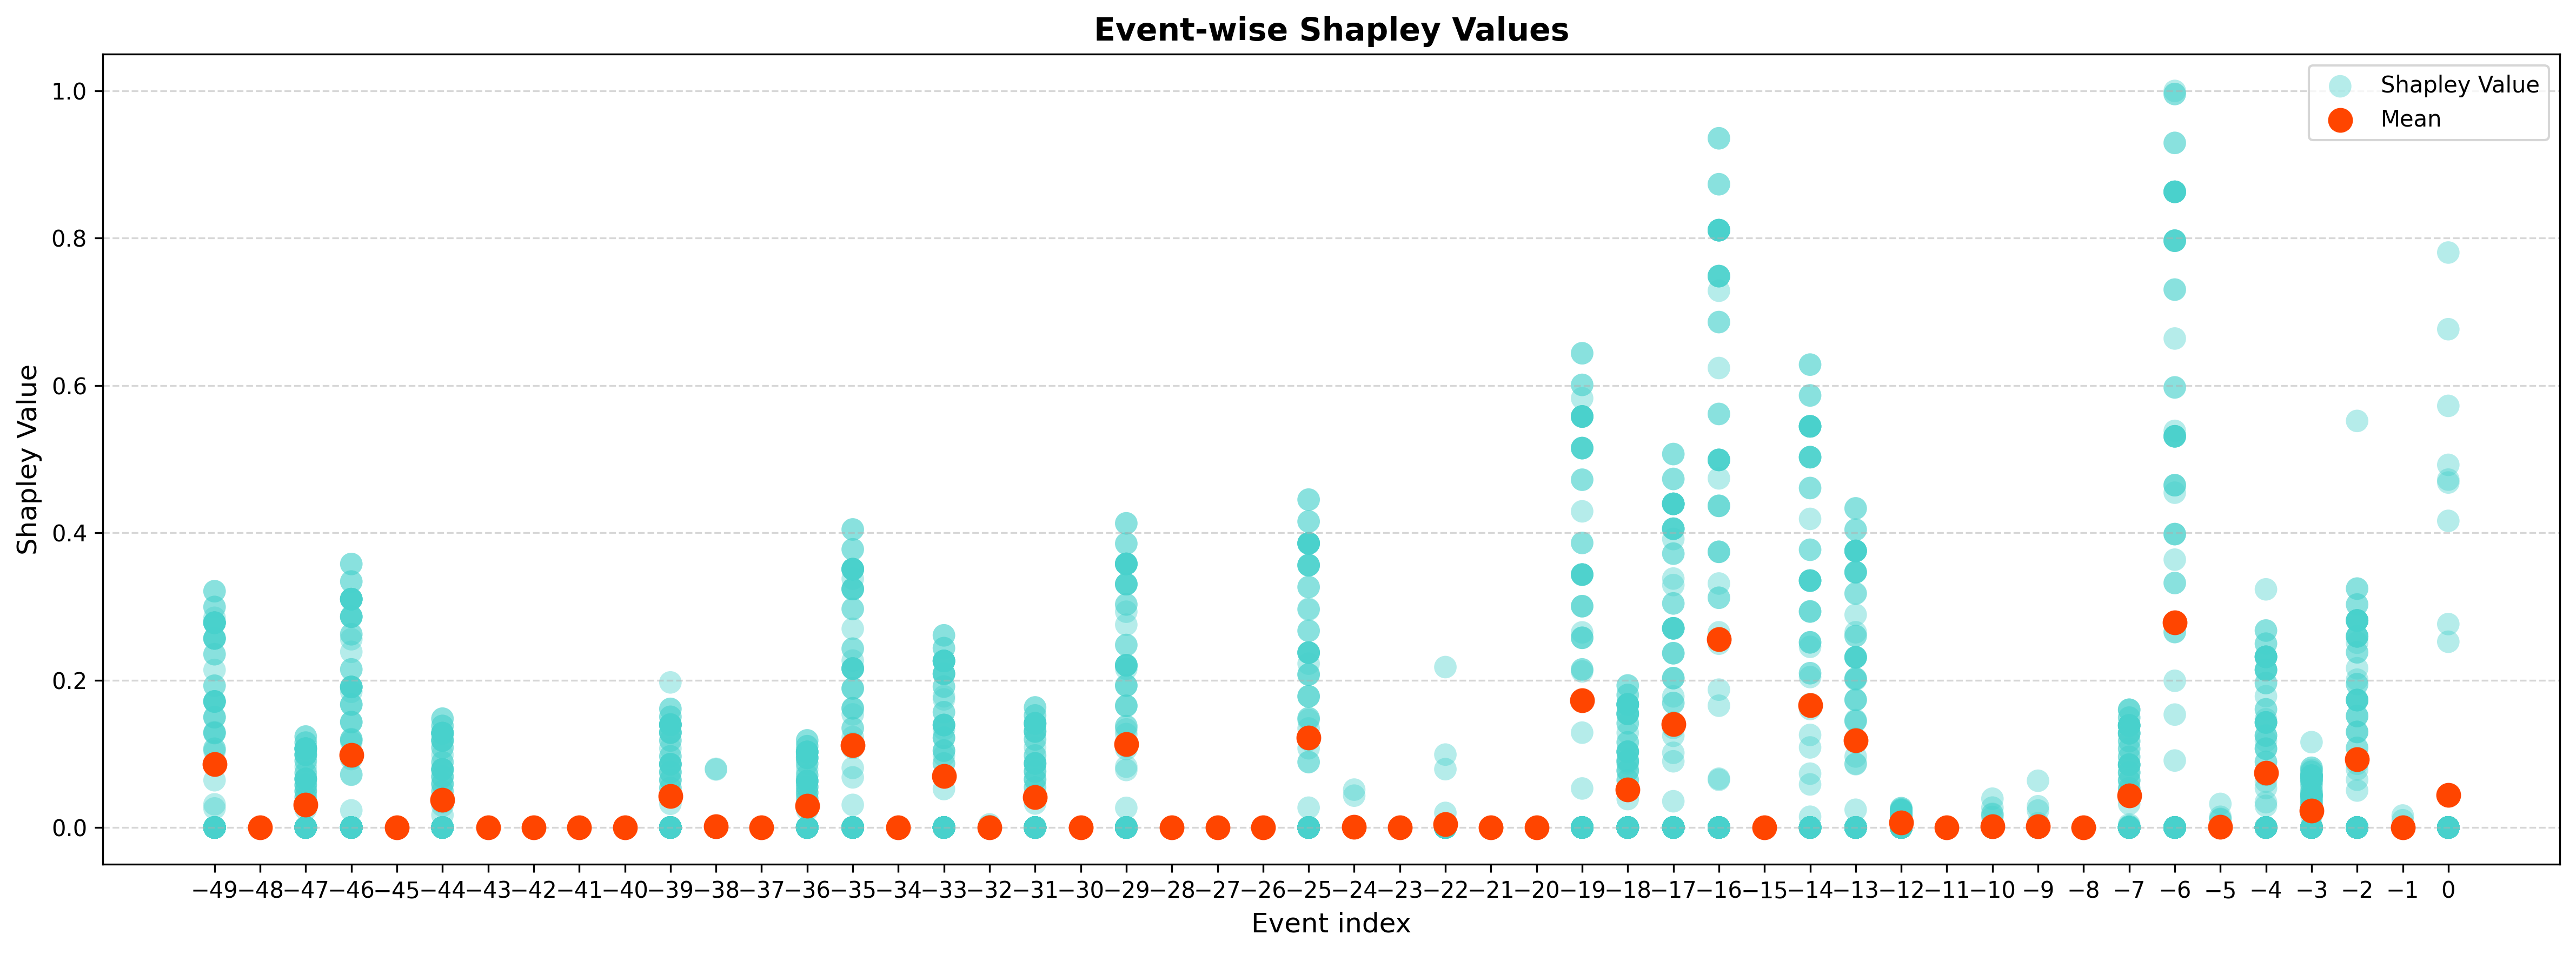 Event-wise Shapley Values
Shapley Value
Mean
1.0
0.8
0.6
0.4
0.2
0.0
Shapley Value
−49 −48 −47 −46 −45 −44 −43 −42 −41 −40 −39 −38 −37 −36 −35 −34 −33 −32 −31 −30 −29 −28 −27 −26 −25 −24 −23 −22 −21 −20 −19 −18 −17 −16 −15 −14 −13 −12 −11 −10 −9 −8 −7 −6 −5 −4 −3 −2 −1 0
Event index